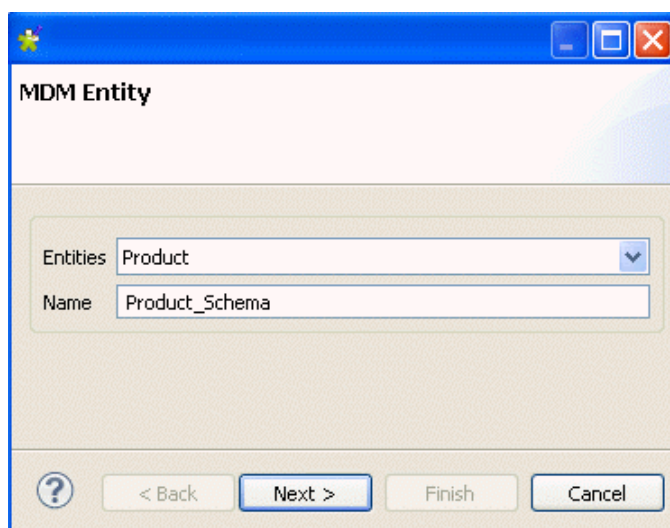 MDM Entity
Entities Product
Name Product_Schema
? < Back Next > Finish Cancel